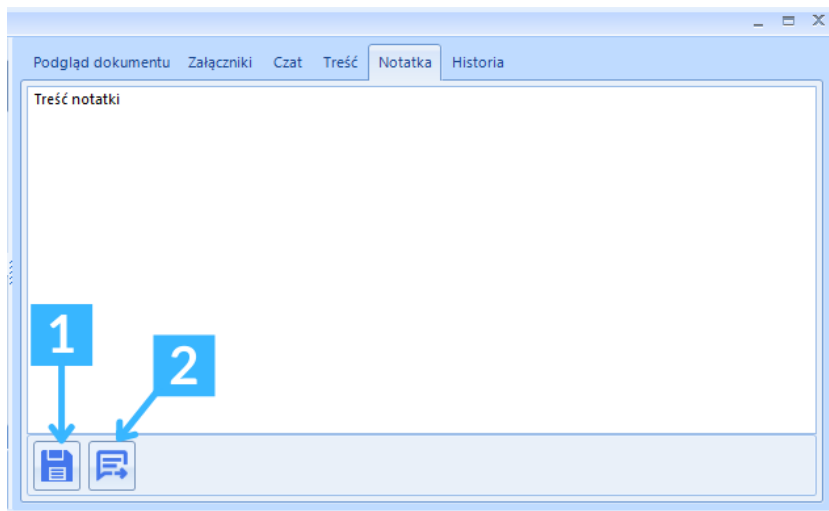 Podgląd dokumentu Załączniki Czat Treść Notatka Historia
Treść notatki
1
2